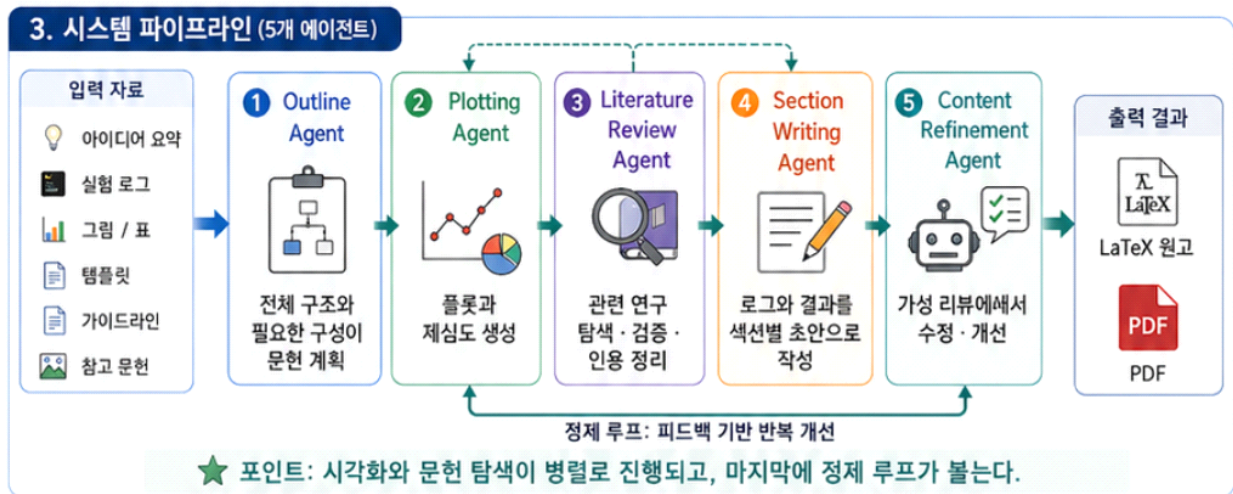 3. 시스템 파이프라인 (5개 에이전트)
입력 자료
아이디어 요약
실험 로그
그림 / 표
템플릿
가이드라인
참고 문헌
1 Outline
Agent
전체 구조와
필요한 구성이
문헌 계획
2 Plotting
Agent
플롯과
제심도 생성
3 Literature
Review
Agent
관련 연구
탐색 · 검증 ·
인용 정리
4 Section
Writing
Agent
로그와 결과를
섹션별 초안으로
작성
5 Content
Refinement
Agent
가성 리뷰에해서
수정 · 개선
출력 결과
LaTeX
LaTeX 원고
PDF
PDF
정제 루프: 피드백 기반 반복 개선
포인트: 시각화와 문헌 탐색이 병렬로 진행되고, 마지막에 정제 루프가 볼는다.